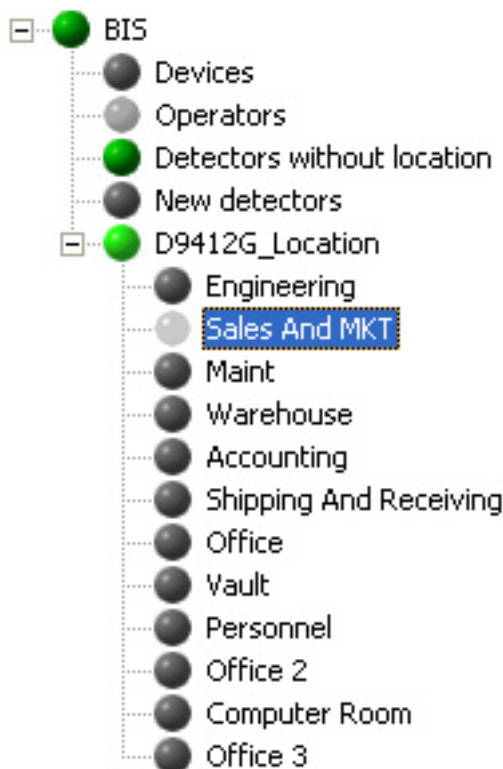 BIS
Devices
Operators
Detectors without location
New detectors
D9412G_Location
Engineering
Sales And MKT
Maint
Warehouse
Accounting
Shipping And Receiving
Office
Vault
Personnel
Office 2
Computer Room
Office 3